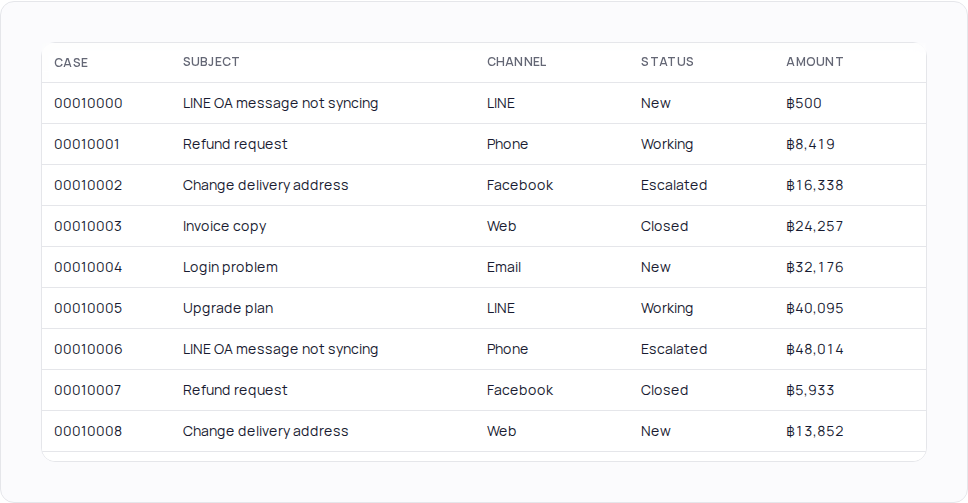 CASE SUBJECT CHANNEL STATUS AMOUNT
00010000 LINE OA message not syncing LINE New ฿500
00010001 Refund request Phone Working ฿8,419
00010002 Change delivery address Facebook Escalated ฿16,338
00010003 Invoice copy Web Closed ฿24,257
00010004 Login problem Email New ฿32,176
00010005 Upgrade plan LINE Working ฿40,095
00010006 LINE OA message not syncing Phone Escalated ฿48,014
00010007 Refund request Facebook Closed ฿5,933
00010008 Change delivery address Web New ฿13,852